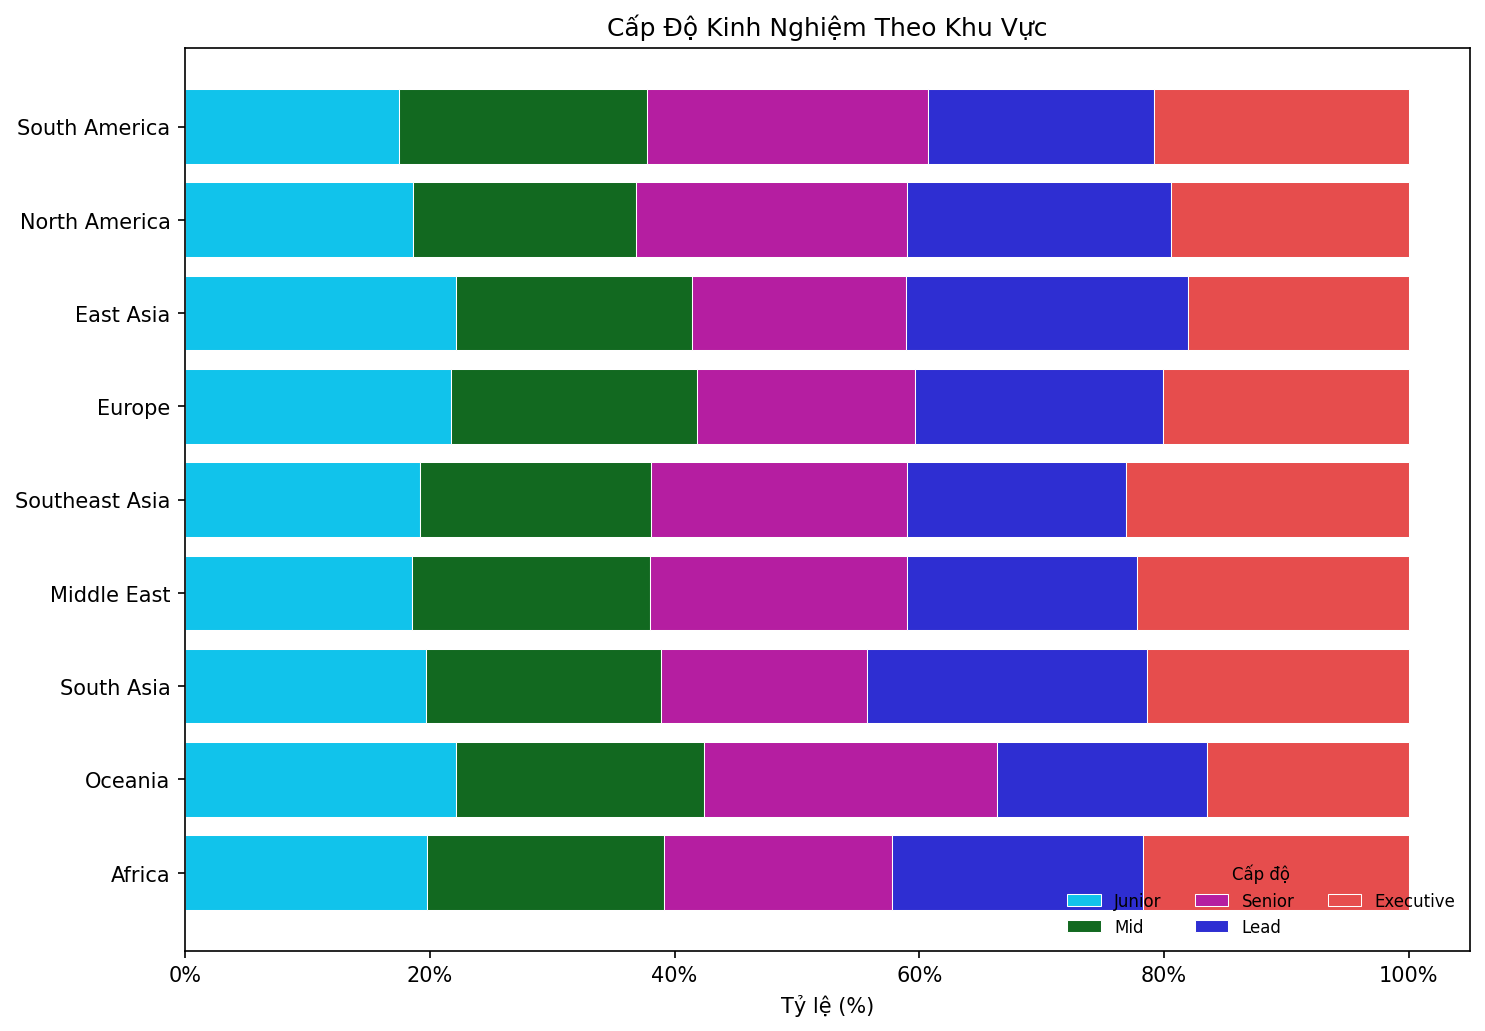 Cấp Độ Kinh Nghiệm Theo Khu Vực
South America
North America
East Asia
Europe
Southeast Asia
Middle East
South Asia
Oceania
Africa
Cấp độ
Junior
Mid
Senior
Lead
Executive
0%
20%
40%
60%
80%
100%
Tỷ lệ (%)